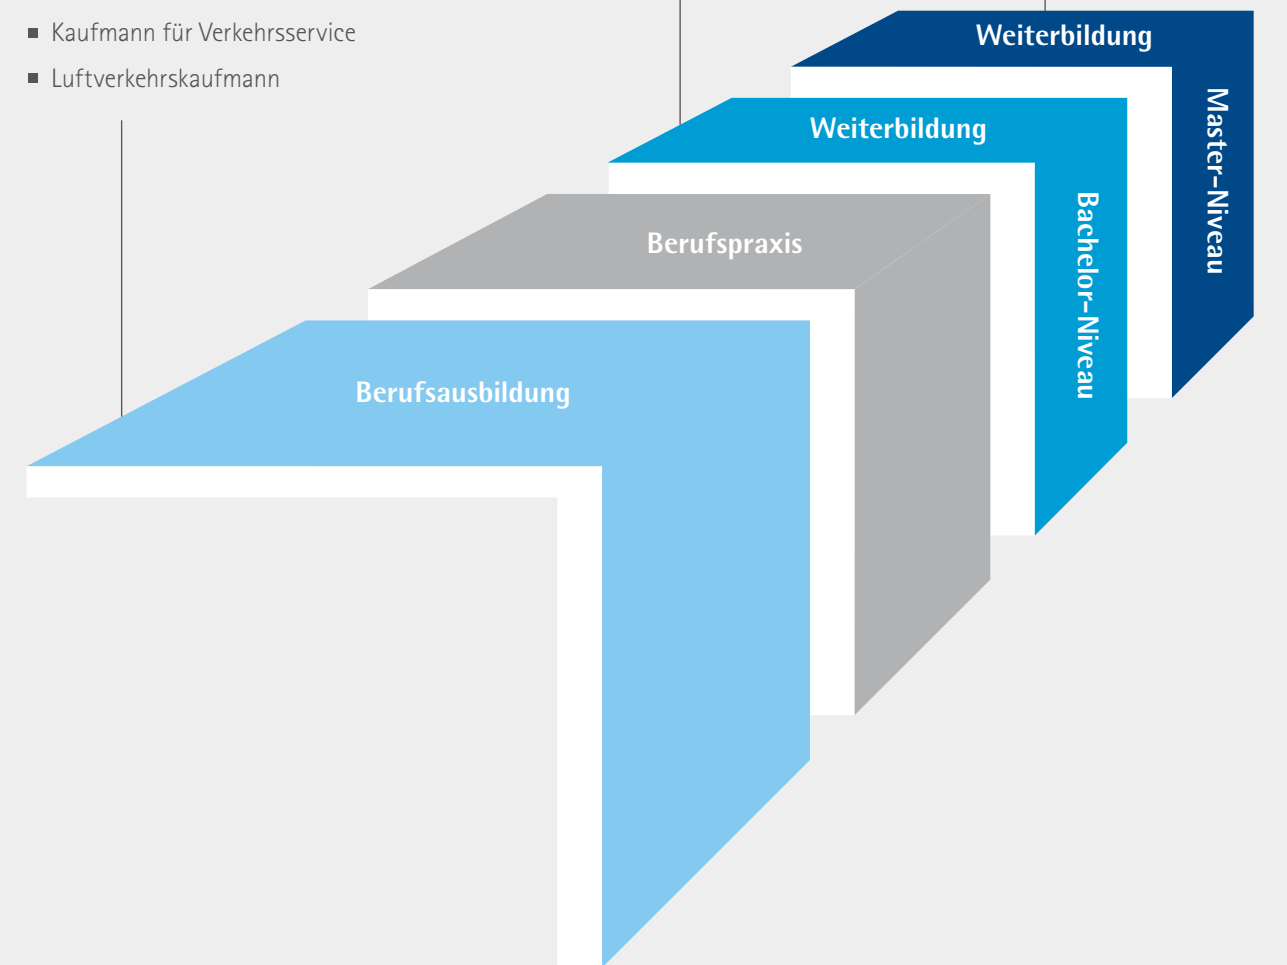 Kaufmann für Verkehrsservice
Luftverkehrskaufmann
Weiterbildung
Master-Niveau
Weiterbildung
Bachelor-Niveau
Berufspraxis
Berufsausbildung